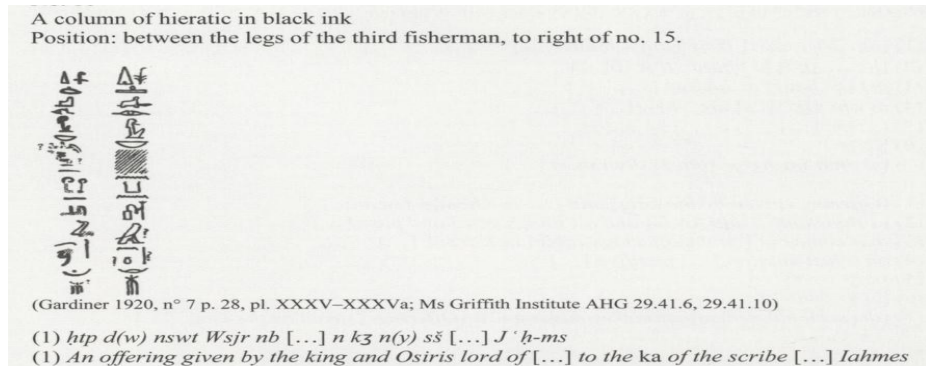 A column of hieratic in black ink
Position: between the legs of the third fisherman, to right of no. 15.
(Gardiner 1920, n° 7 p. 28, pl. XXXV–XXXVa; Ms Griffith Institute AHG 29.41.6, 29.41.10)
(1) ḥtp d(w) nswt Wsjr nb [...] n kȝ n(y) sš [...] J ʿḥ-ms
(1) An offering given by the king and Osiris lord of [...] to the ka of the scribe [...] Iahmes